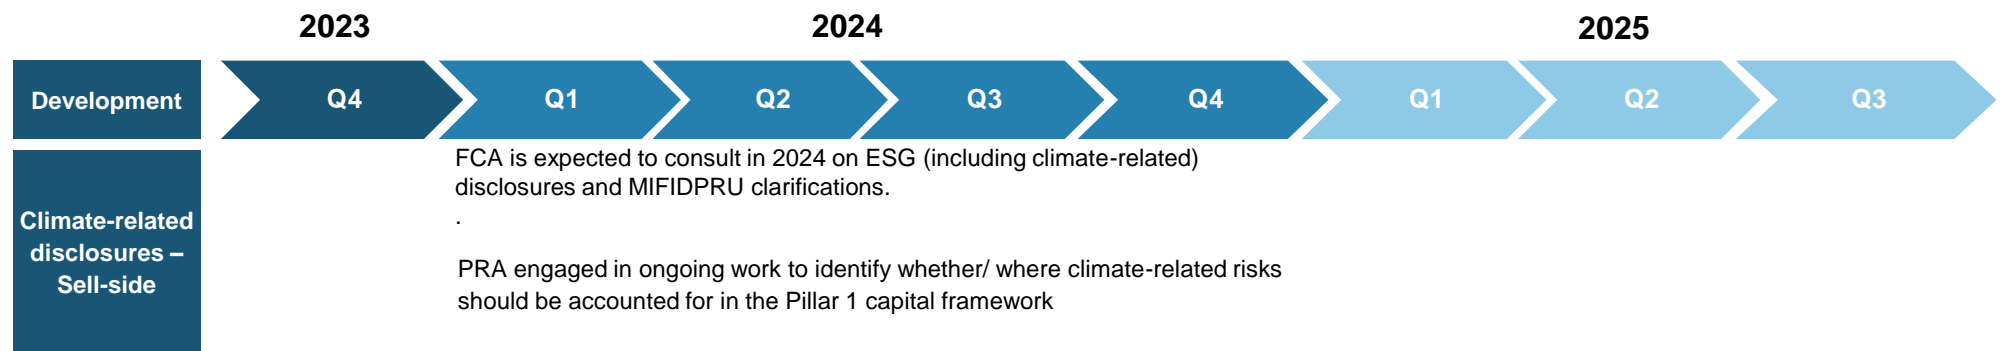 2023
2024
2025
Development
Q4
Q1
Q2
Q3
Q4
Q1
Q2
Q3
Climate-related
disclosures –
Sell-side
FCA is expected to consult in 2024 on ESG (including climate-related)
disclosures and MIFIDPRU clarifications.
.
PRA engaged in ongoing work to identify whether/ where climate-related risks
should be accounted for in the Pillar 1 capital framework